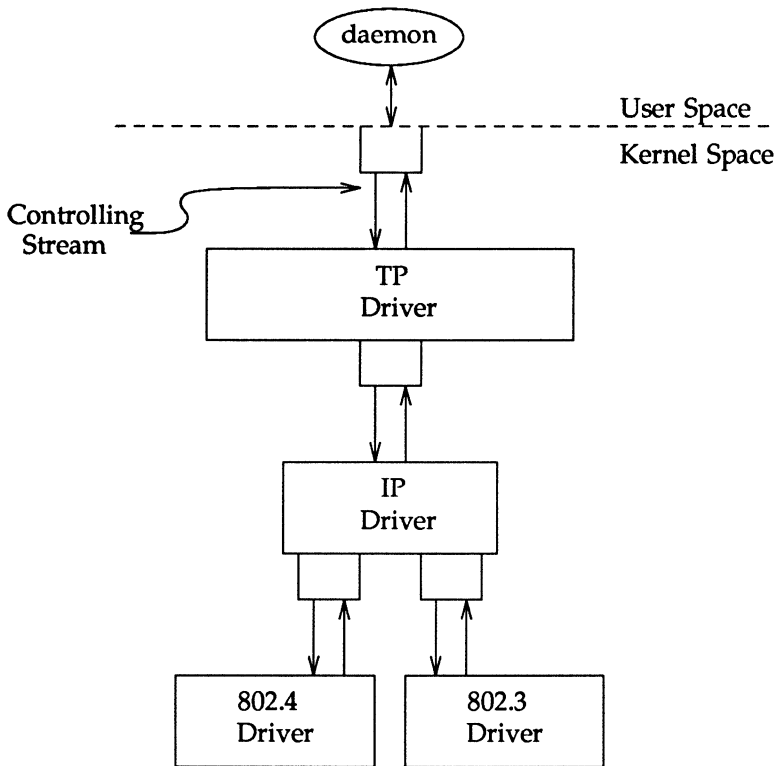 daemon
User Space
Kernel Space
Controlling
Stream
TP
Driver
IP
Driver
802.4
Driver
802.3
Driver